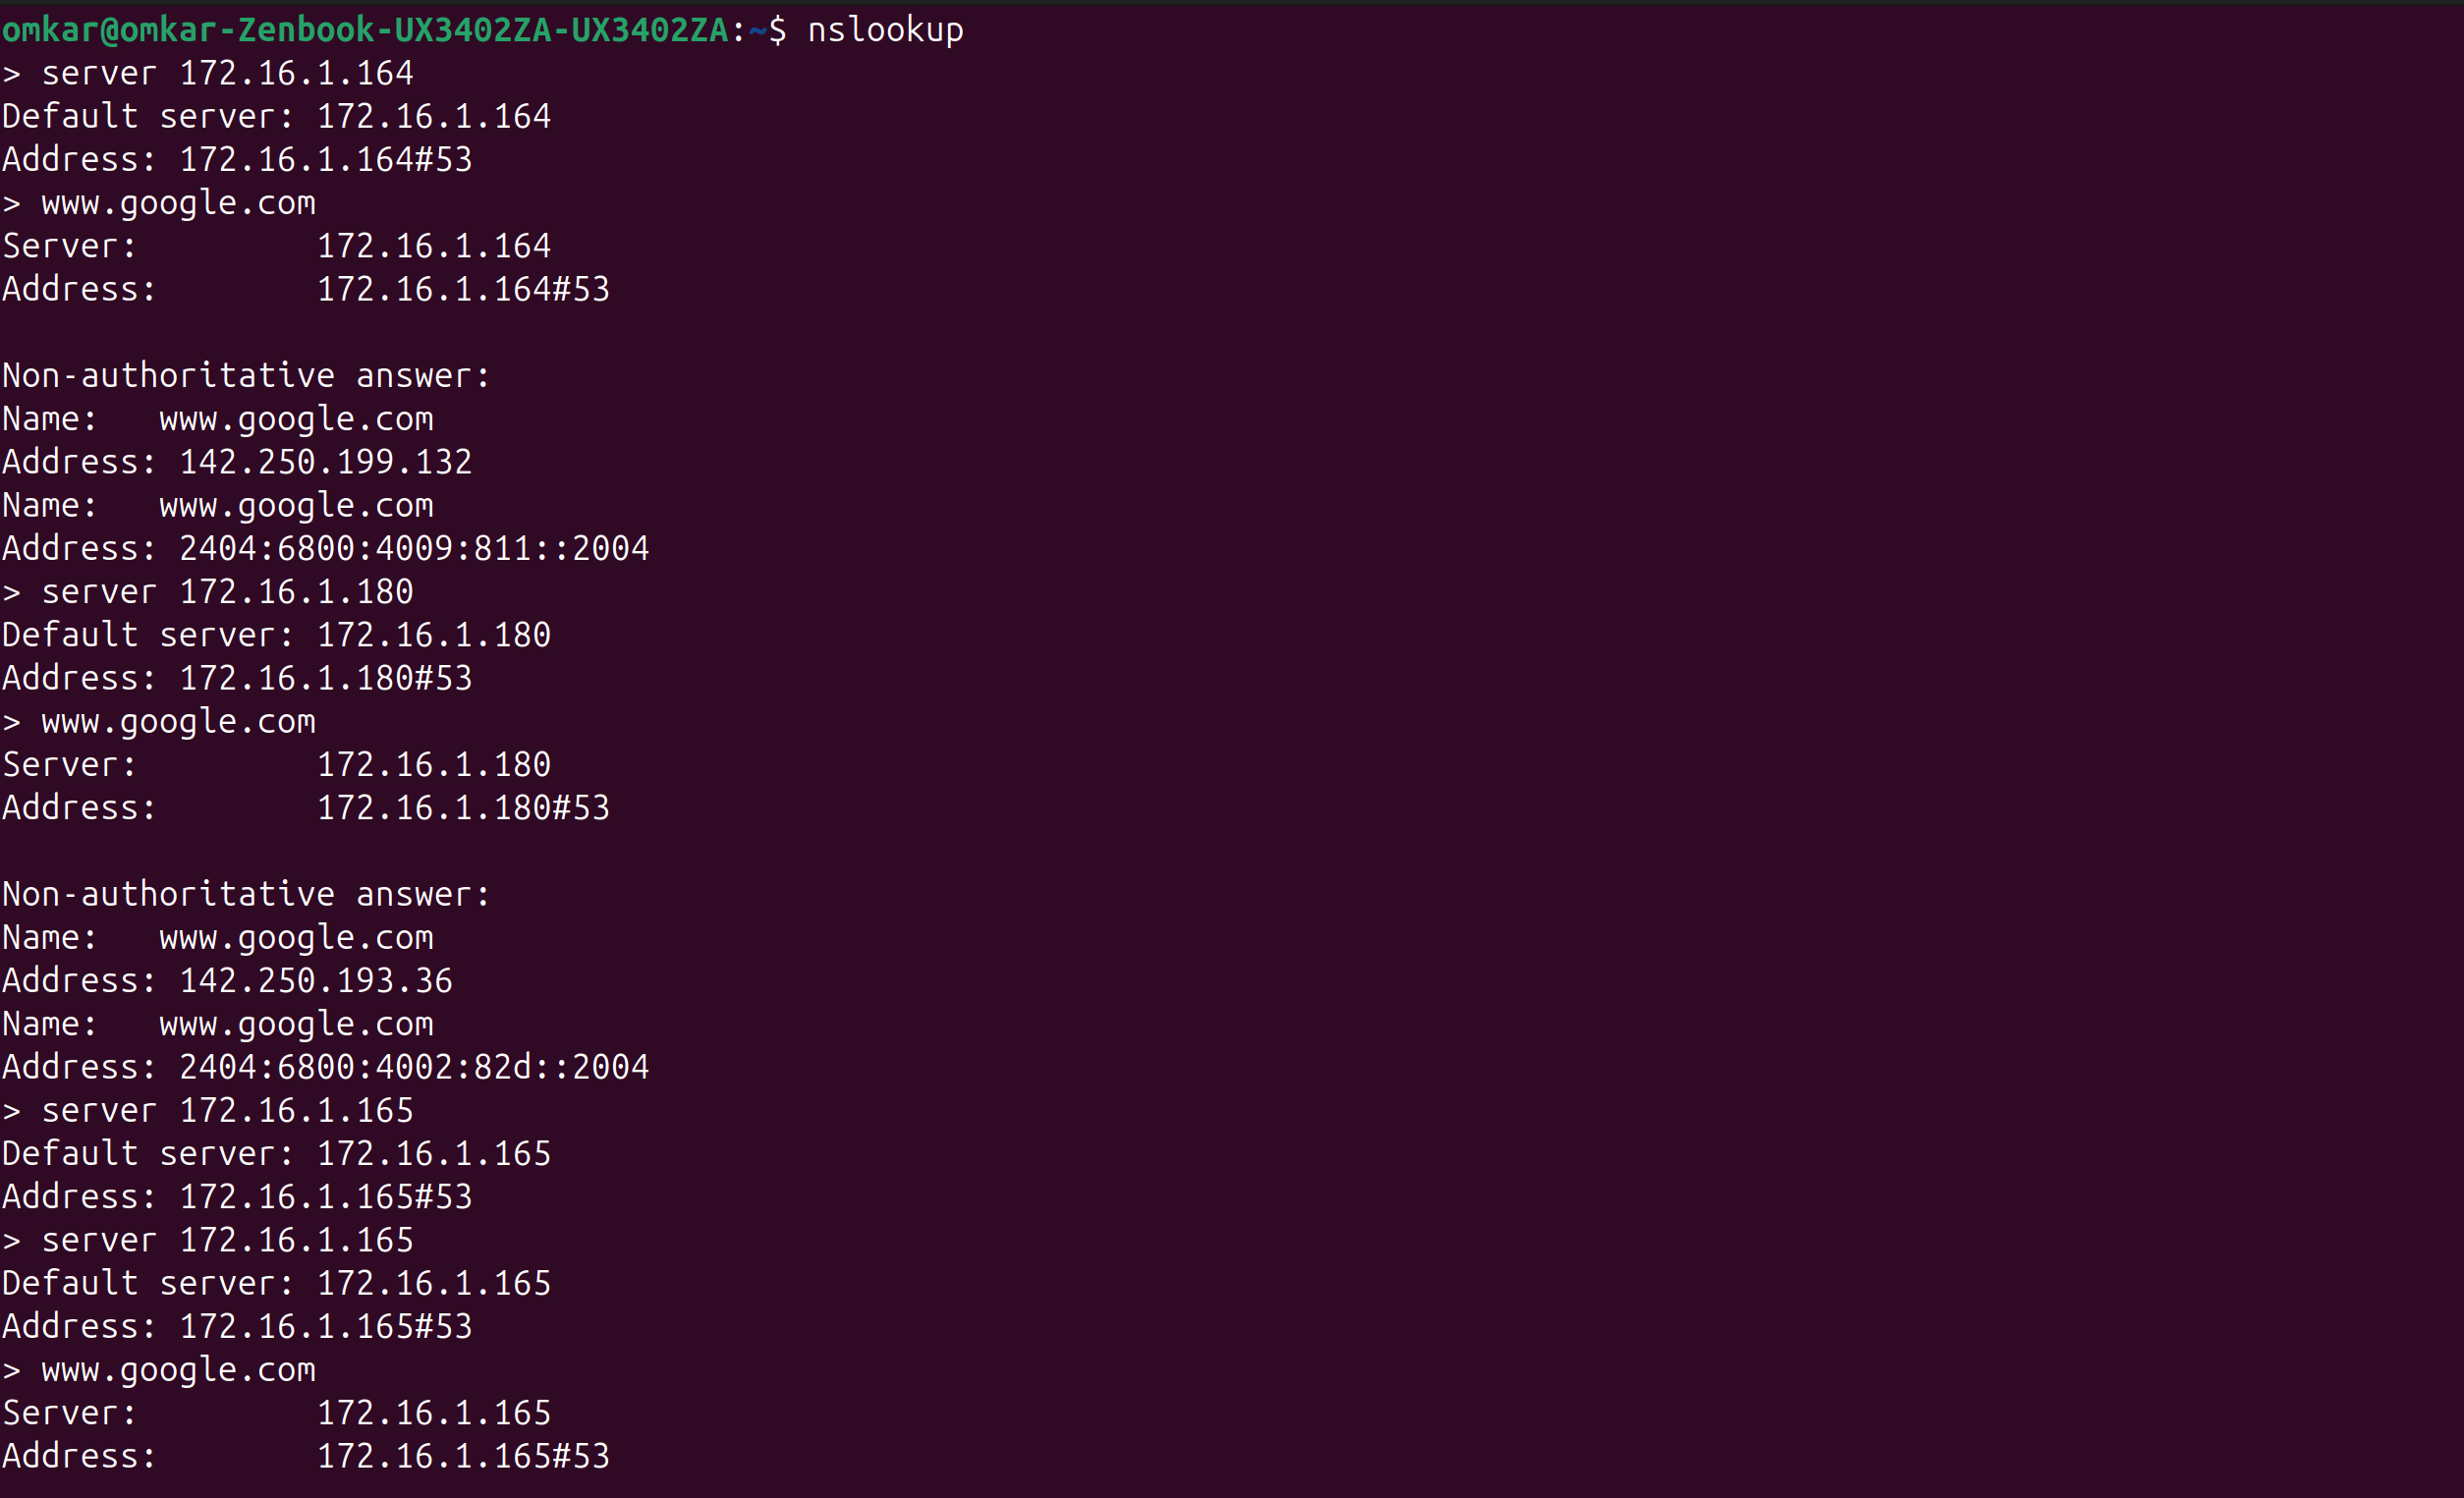 omkar@omkar-Zenbook-UX3402ZA-UX3402ZA:~$ nslookup
> server 172.16.1.164
Default server: 172.16.1.164
Address: 172.16.1.164#53
> www.google.com
Server:         172.16.1.164
Address:        172.16.1.164#53

Non-authoritative answer:
Name:   www.google.com
Address: 142.250.199.132
Name:   www.google.com
Address: 2404:6800:4009:811::2004
> server 172.16.1.180
Default server: 172.16.1.180
Address: 172.16.1.180#53
> www.google.com
Server:         172.16.1.180
Address:        172.16.1.180#53

Non-authoritative answer:
Name:   www.google.com
Address: 142.250.193.36
Name:   www.google.com
Address: 2404:6800:4002:82d::2004
> server 172.16.1.165
Default server: 172.16.1.165
Address: 172.16.1.165#53
> server 172.16.1.165
Default server: 172.16.1.165
Address: 172.16.1.165#53
> www.google.com
Server:         172.16.1.165
Address:        172.16.1.165#53